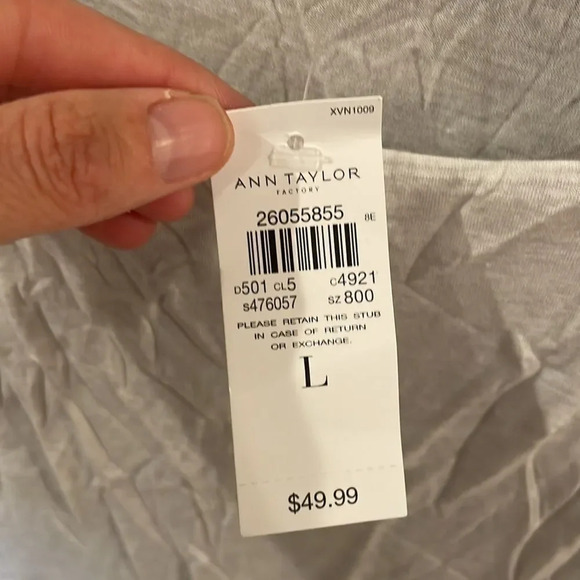 XVN1009
ANN TAYLOR
FACTORY
26055855 8E
D501 CL5 C4921
S476057 SZ 800
PLEASE RETAIN THIS STUB
IN CASE OF RETURN
OR EXCHANGE.
L
$49.99